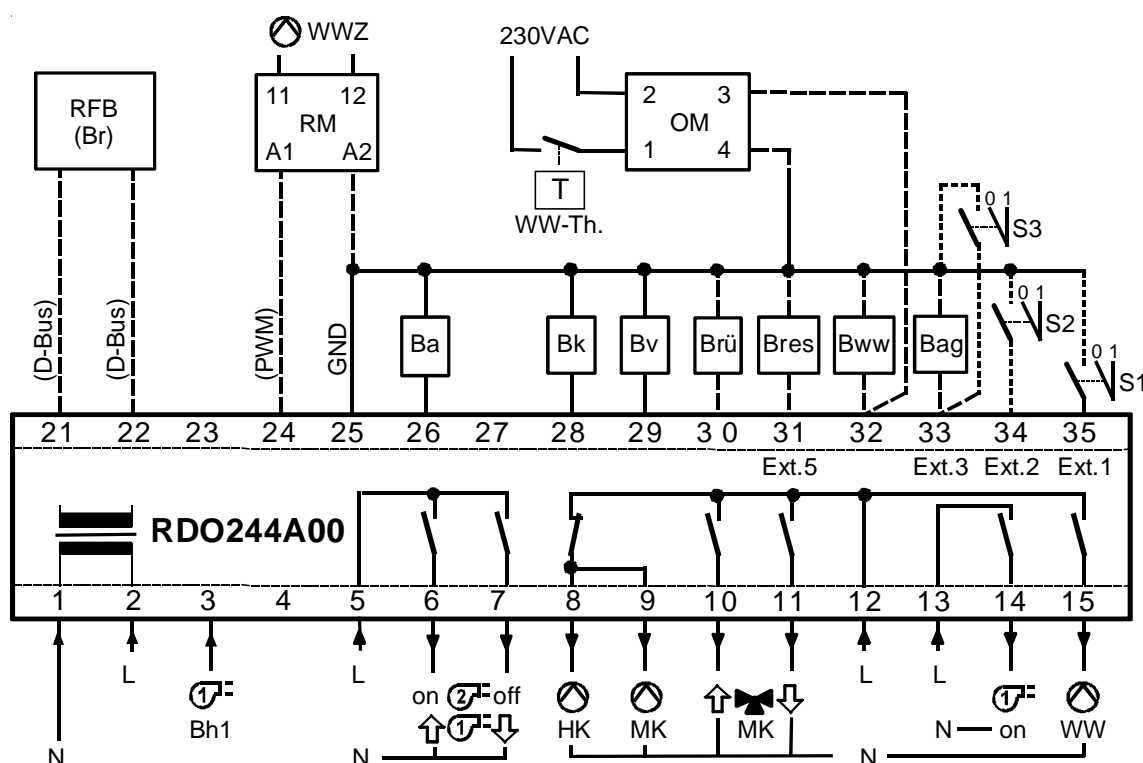 WWZ
230VAC
RFB
(Br)
11 12
RM
A1 A2
2 3
OM
1 4
T
WW-Th.
0 1
S3
0 1
S2
0 1
S1
(D-Bus)
(D-Bus)
(PWM)
GND
Ba Bk Bv Brü Bres Bww Bag
21 22 23 24 25 26 27 28 29 30 31 32 33 34 35
Ext.5 Ext.3 Ext.2 Ext.1
RDO244A00
1 2 3 4 5 6 7 8 9 10 11 12 13 14 15
L L L L
on 2 off
1 1
Bh1 1 HK MK MK N on WW
N N N